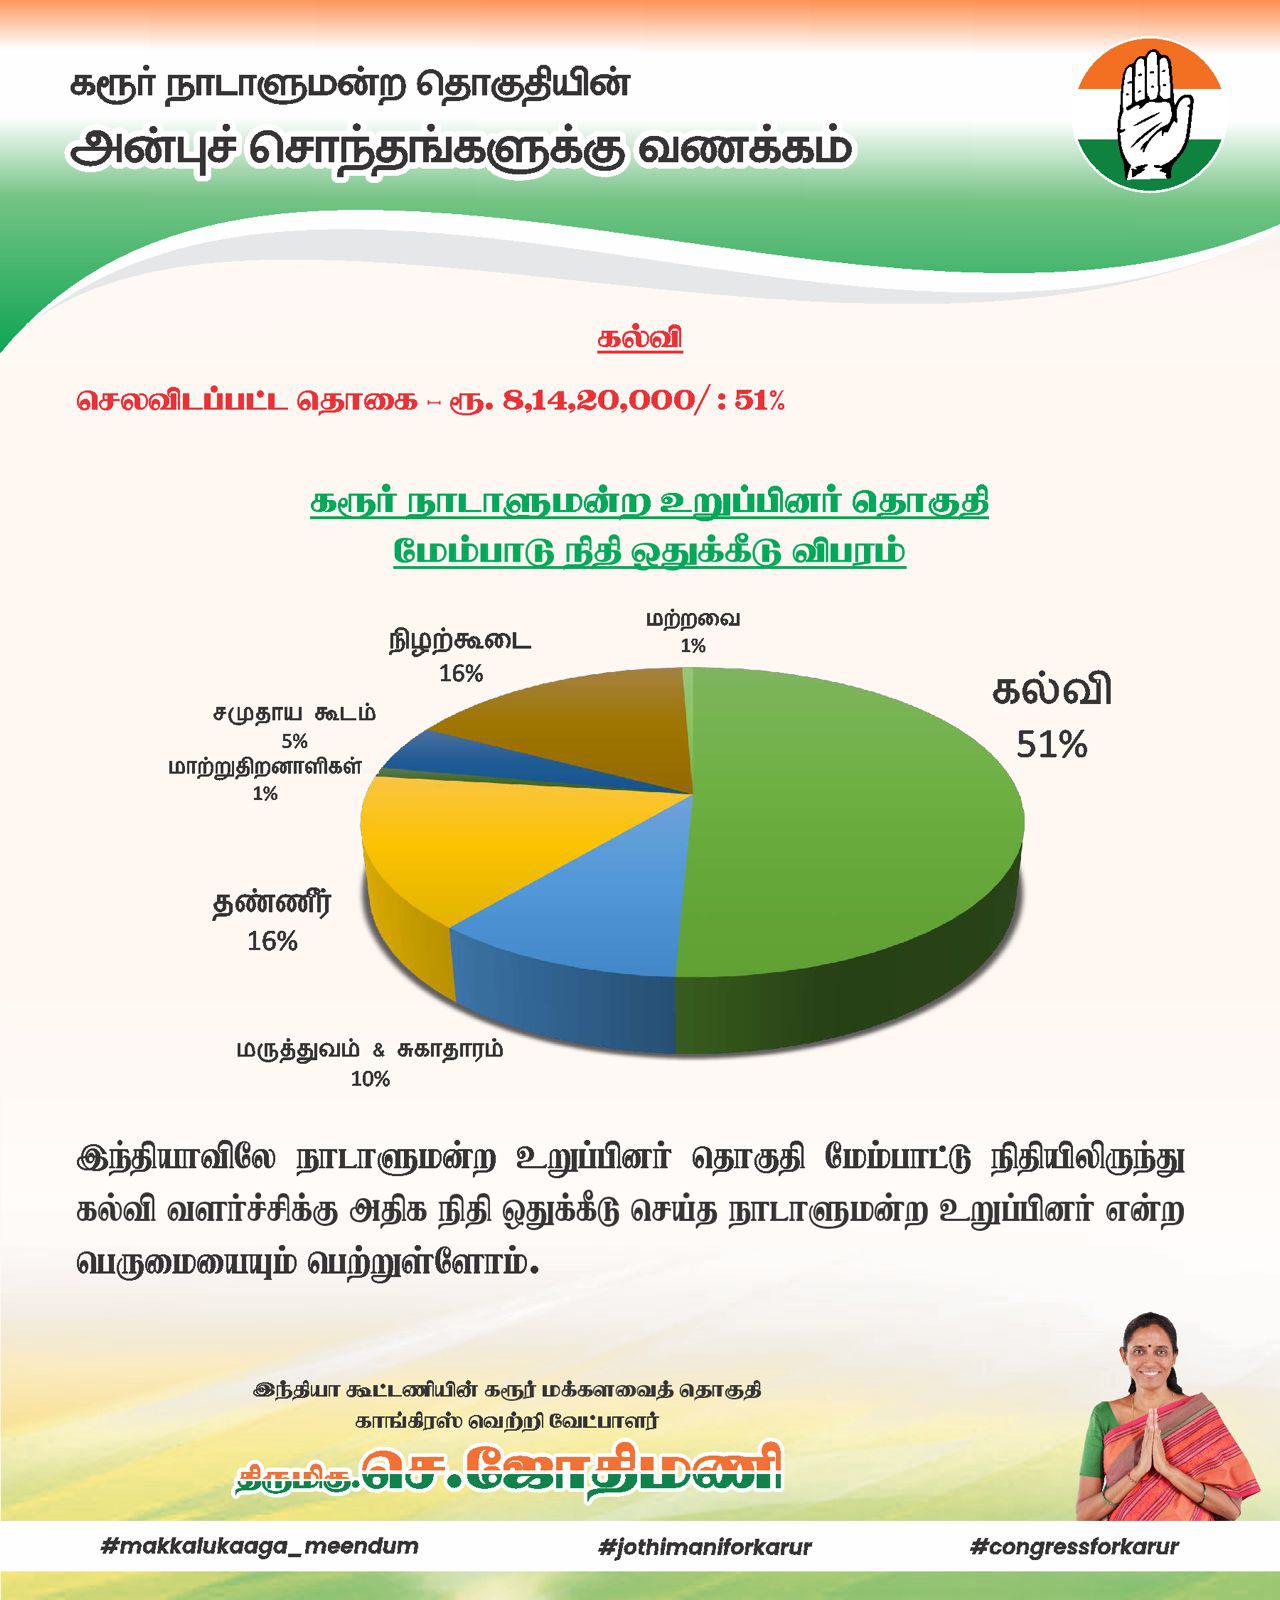 கரூர் நாடாளுமன்ற தொகுதியின்
அன்புச் சொந்தங்களுக்கு வணக்கம்
கல்வி
செலவிடப்பட்ட தொகை - ரூ. 8,14,20,000/ : 51%
கரூர் நாடாளுமன்ற உறுப்பினர் தொகுதி
மேம்பாடு நிதி ஒதுக்கீடு விபரம்
மற்றவை
1%
நிழற்கூடை
16%
கல்வி
51%
சமுதாய கூடம்
5%
மாற்றுதிறனாளிகள்
1%
தண்ணீர்
16%
மருத்துவம் & சுகாதாரம்
10%
இந்தியாவிலே நாடாளுமன்ற உறுப்பினர் தொகுதி மேம்பாட்டு நிதியிலிருந்து
கல்வி வளர்ச்சிக்கு அதிக நிதி ஒதுக்கீடு செய்த நாடாளுமன்ற உறுப்பினர் என்ற
பெருமையையும் பெற்றுள்ளோம்.
இந்தியா கூட்டணியின் கரூர் மக்களவைத் தொகுதி
காங்கிரஸ் வெற்றி வேட்பாளர்
திருமிகு.செ.ஜோதிமணி
#makkalukaaga_meendum
#jothimaniforkarur
#congressforkarur